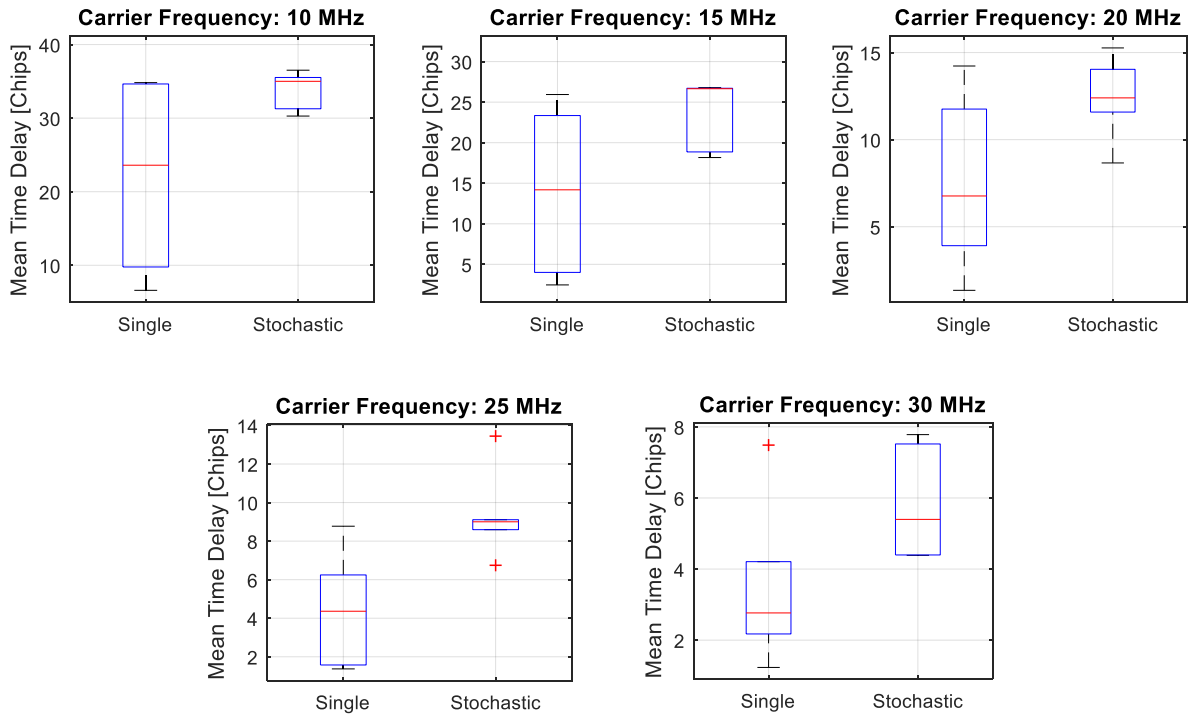 Carrier Frequency: 10 MHz
Mean Time Delay [Chips]
40
30
20
10
Single Stochastic
Carrier Frequency: 15 MHz
Mean Time Delay [Chips]
30
25
20
15
10
5
Single Stochastic
Carrier Frequency: 20 MHz
Mean Time Delay [Chips]
15
10
5
Single Stochastic
Carrier Frequency: 25 MHz
Mean Time Delay [Chips]
14
12
10
8
6
4
2
Single Stochastic
Carrier Frequency: 30 MHz
Mean Time Delay [Chips]
8
6
4
2
Single Stochastic